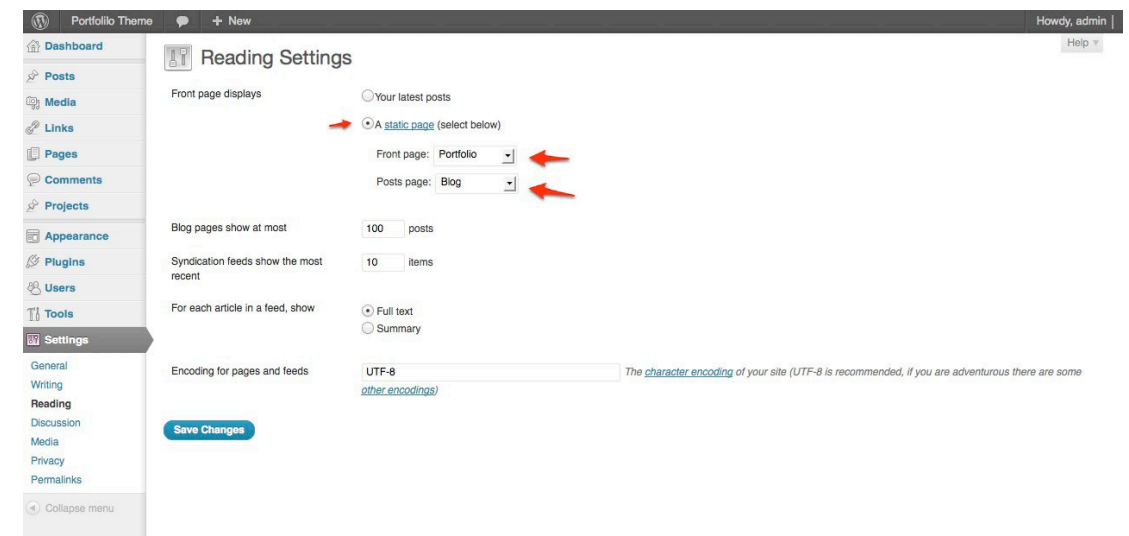 Portfolilo Theme + New Howdy, admin
Help
Dashboard
Posts
Media
Links
Pages
Comments
Projects
Appearance
Plugins
Users
Tools
Settings
General
Writing
Reading
Discussion
Media
Privacy
Permalinks
Collapse menu
Reading Settings
Front page displays
Your latest posts
A static page (select below)
Front page: Portfolio
Posts page: Blog
Blog pages show at most 100 posts
Syndication feeds show the most
recent
10 items
For each article in a feed, show
Full text
Summary
Encoding for pages and feeds UTF-8 The character encoding of your site (UTF-8 is recommended, if you are adventurous there are some
other encodings)
Save Changes